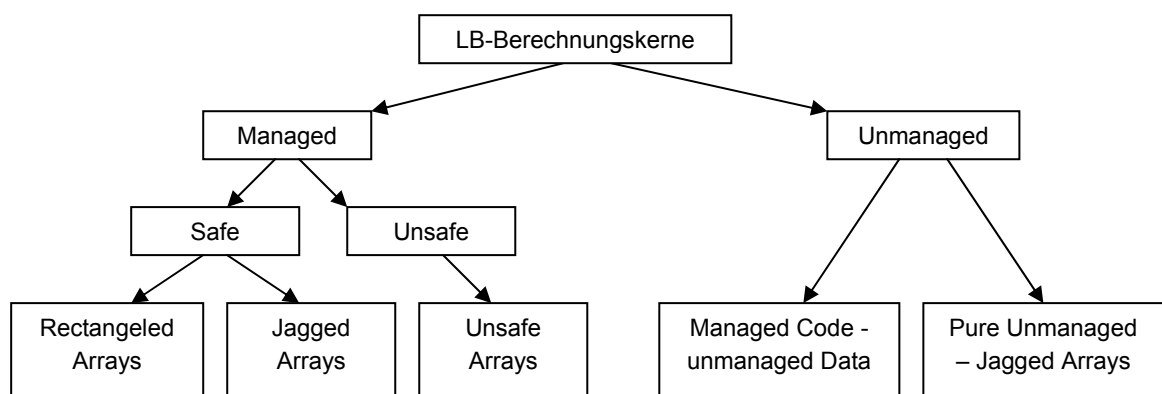 LB-Berechnungskerne
Managed
Unmanaged
Safe
Unsafe
Rectangeled
Arrays
Jagged
Arrays
Unsafe
Arrays
Managed Code -
unmanaged Data
Pure Unmanaged
– Jagged Arrays